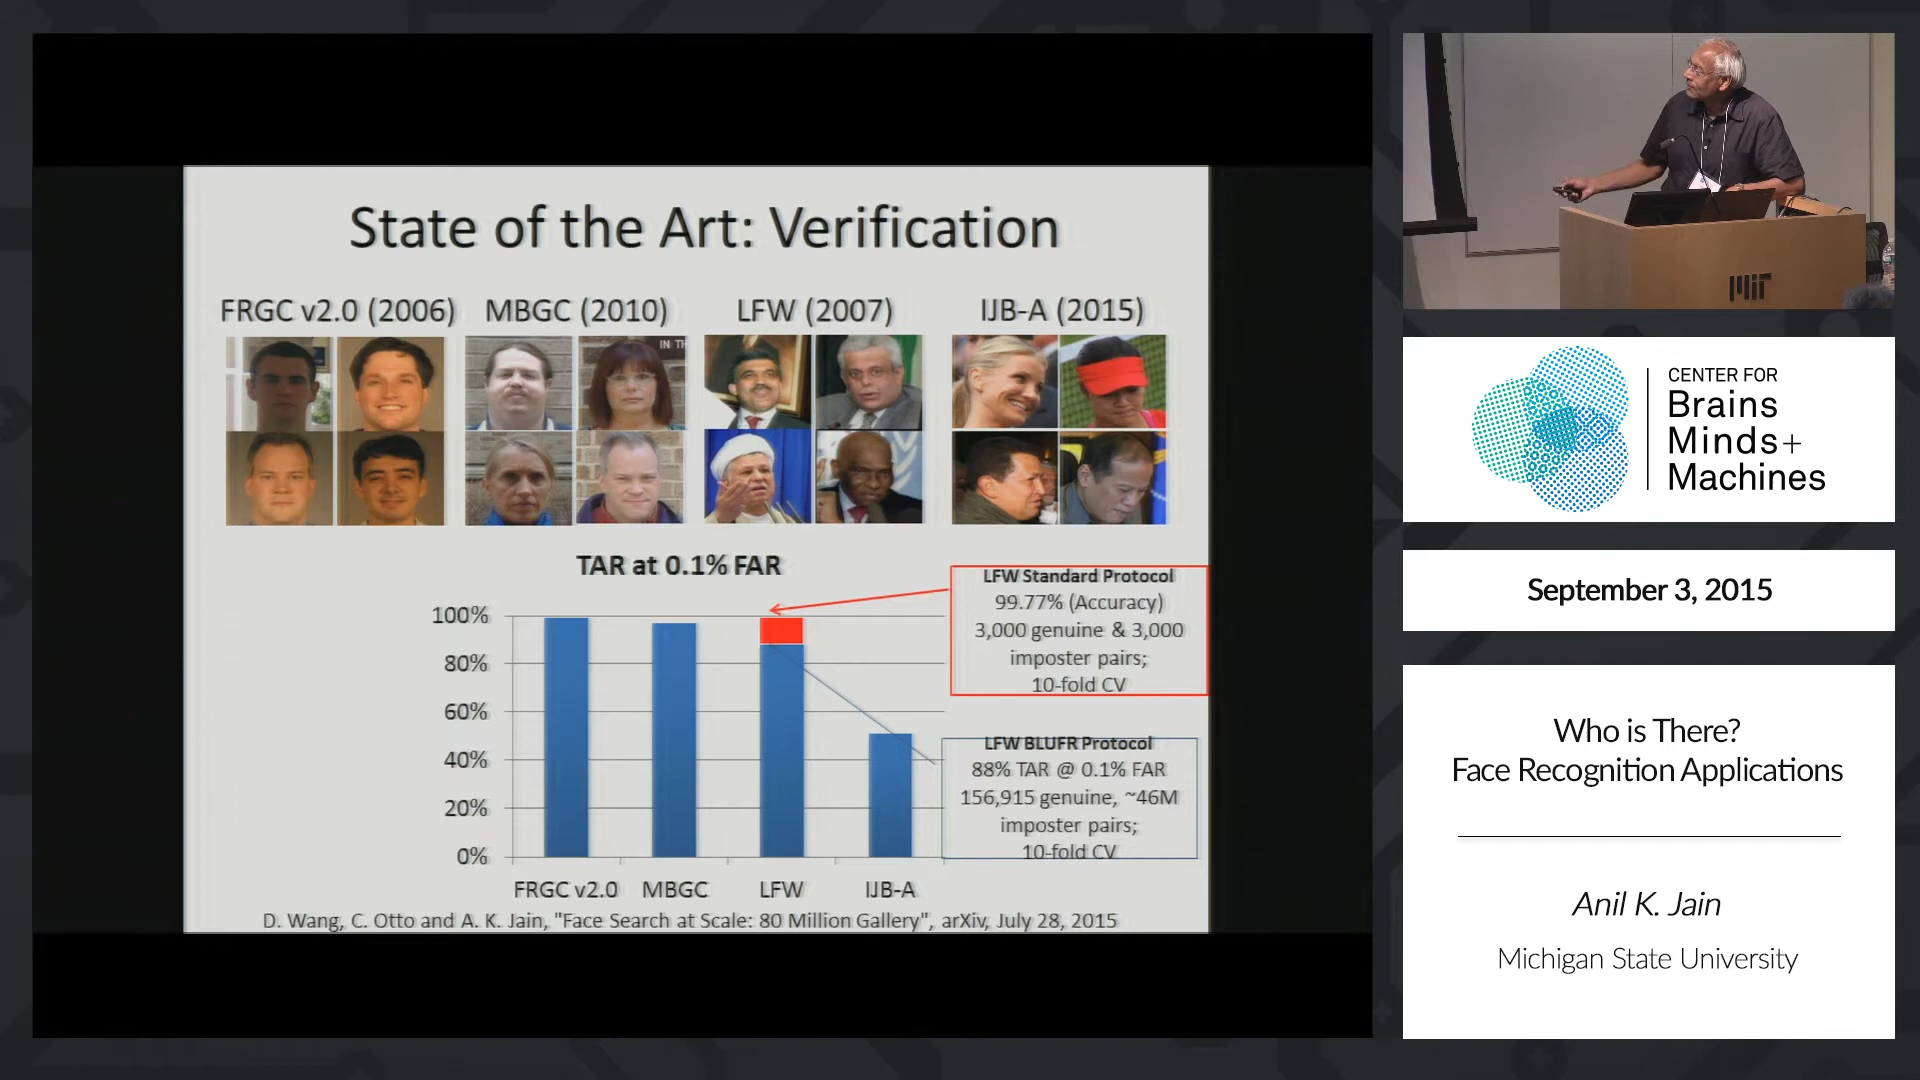 State of the Art: Verification
FRGC v2.0 (2006)
MBGC (2010)
LFW (2007)
IJB-A (2015)
IN TH
TAR at 0.1% FAR
100%
80%
60%
40%
20%
0%
FRGC v2.0
MBGC
LFW
IJB-A
LFW Standard Protocol
99.77% (Accuracy)
3,000 genuine & 3,000
imposter pairs;
10-fold CV
LFW BLUFR Protocol
88% TAR @ 0.1% FAR
156,915 genuine, ~46M
imposter pairs;
10-fold CV
D. Wang, C. Otto and A. K. Jain, "Face Search at Scale: 80 Million Gallery", arXiv, July 28, 2015
MIT
CENTER FOR
Brains
Minds+
Machines
September 3, 2015
Who is There?
Face Recognition Applications
Anil K. Jain
Michigan State University